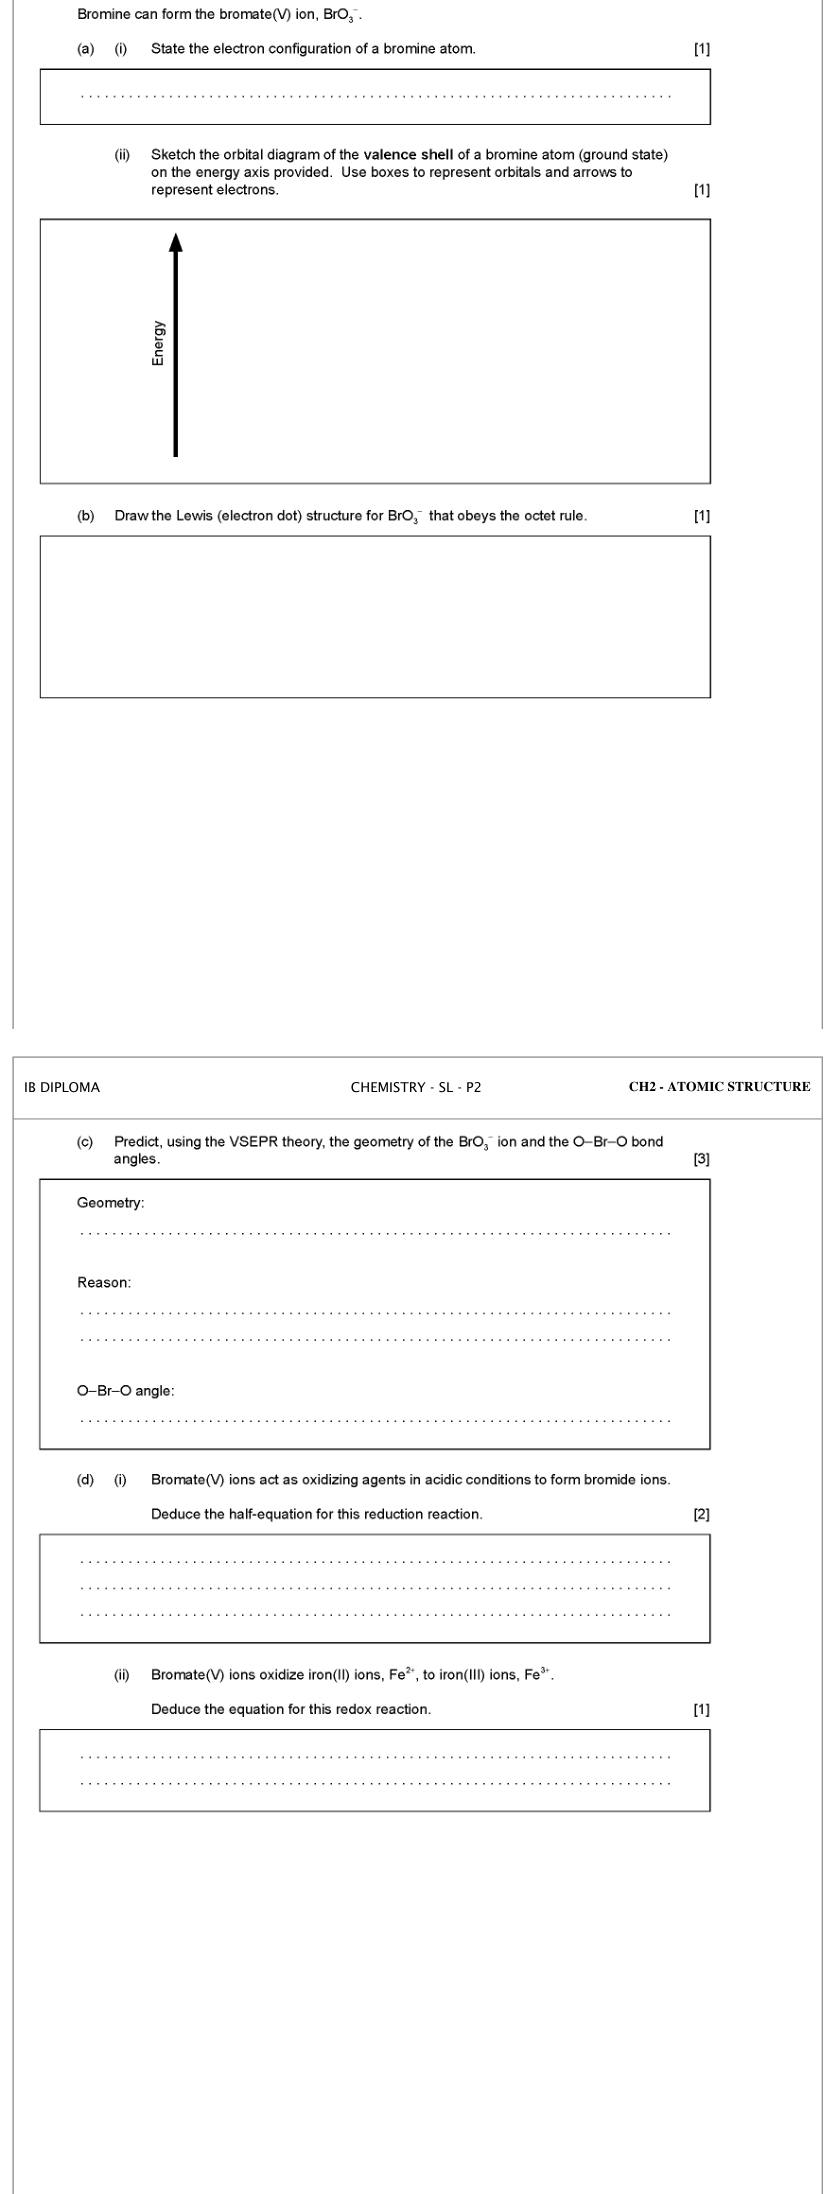 Bromine can form the bromate(V) ion, BrO₃⁻.
(a) (i) State the electron configuration of a bromine atom. [1]
(ii) Sketch the orbital diagram of the valence shell of a bromine atom (ground state)
on the energy axis provided. Use boxes to represent orbitals and arrows to
represent electrons. [1]
Energy
(b) Draw the Lewis (electron dot) structure for BrO₃⁻ that obeys the octet rule. [1]
IB DIPLOMA CHEMISTRY - SL - P2 CH2 - ATOMIC STRUCTURE
(c) Predict, using the VSEPR theory, the geometry of the BrO₃⁻ ion and the O–Br–O bond
angles. [3]
Geometry:
Reason:
O–Br–O angle:
(d) (i) Bromate(V) ions act as oxidizing agents in acidic conditions to form bromide ions.
Deduce the half-equation for this reduction reaction. [2]
(ii) Bromate(V) ions oxidize iron(II) ions, Fe²⁺, to iron(III) ions, Fe³⁺.
Deduce the equation for this redox reaction. [1]